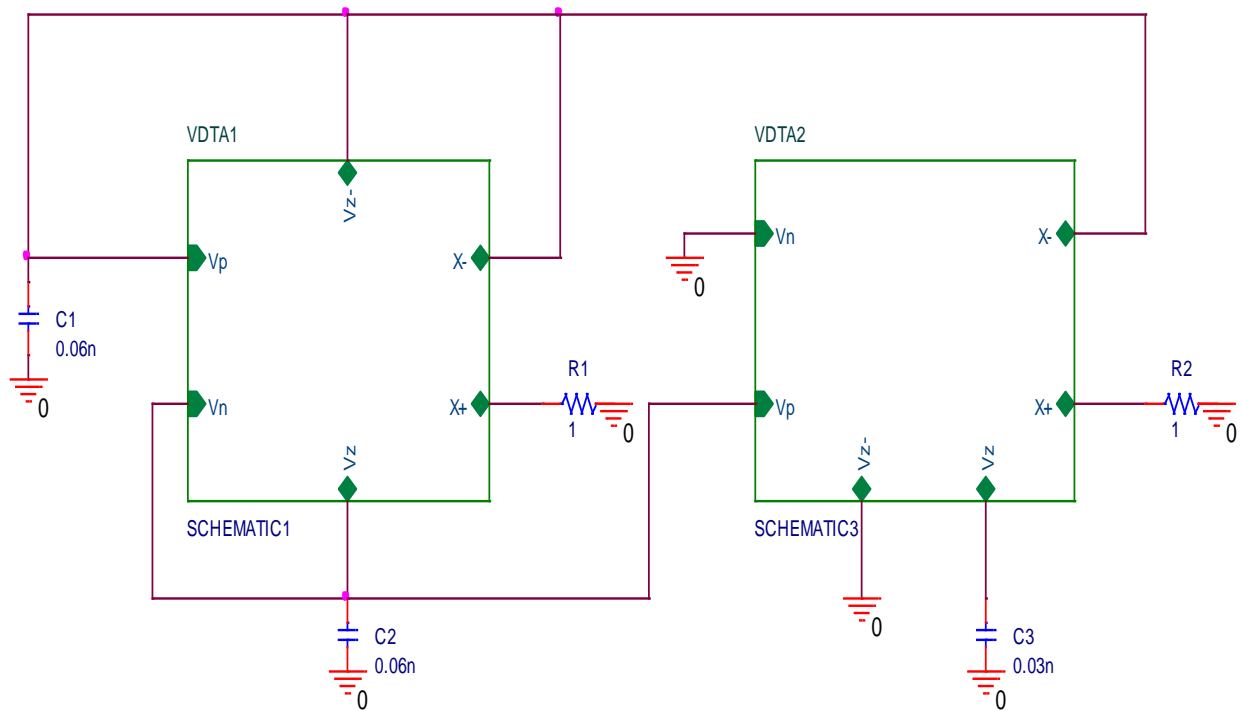 VDTA1
VDTA2
Vz-
Vp
X-
Vn
X-
0
C1
0.06n
0
R1
R2
Vn
X+
Vp
X+
1
0
1
0
Vz
Vz-
Vz
SCHEMATIC1
SCHEMATIC3
C2
0.06n
0
0
C3
0.03n
0